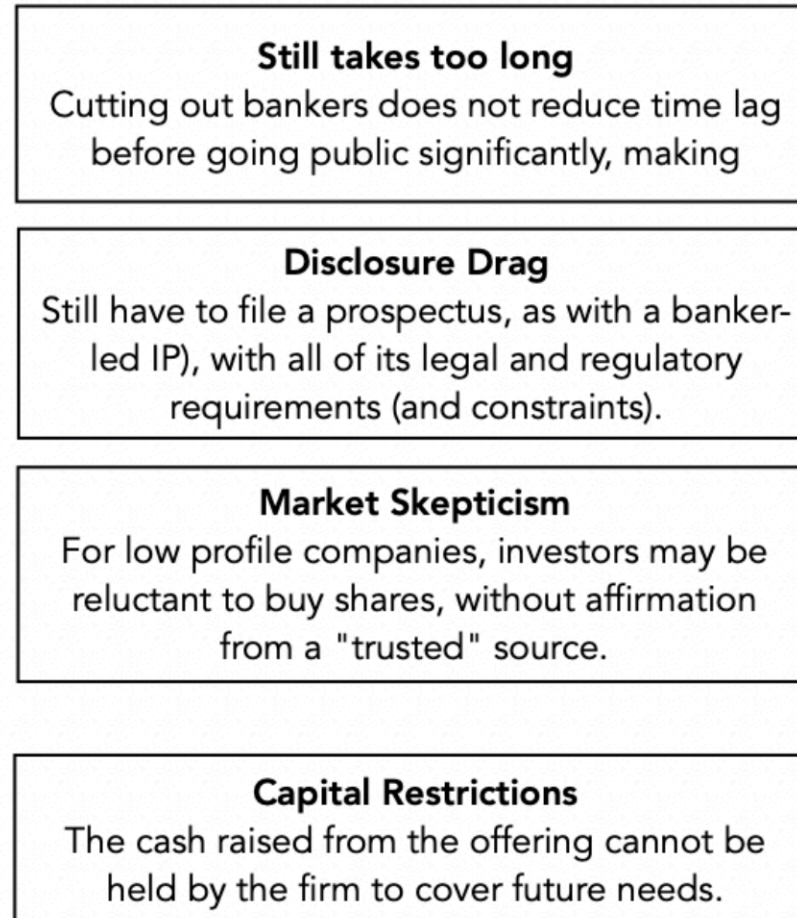 Still takes too long
Cutting out bankers does not reduce time lag
before going public significantly, making
Disclosure Drag
Still have to file a prospectus, as with a banker-
led IP), with all of its legal and regulatory
requirements (and constraints).
Market Skepticism
For low profile companies, investors may be
reluctant to buy shares, without affirmation
from a "trusted" source.
Capital Restrictions
The cash raised from the offering cannot be
held by the firm to cover future needs.